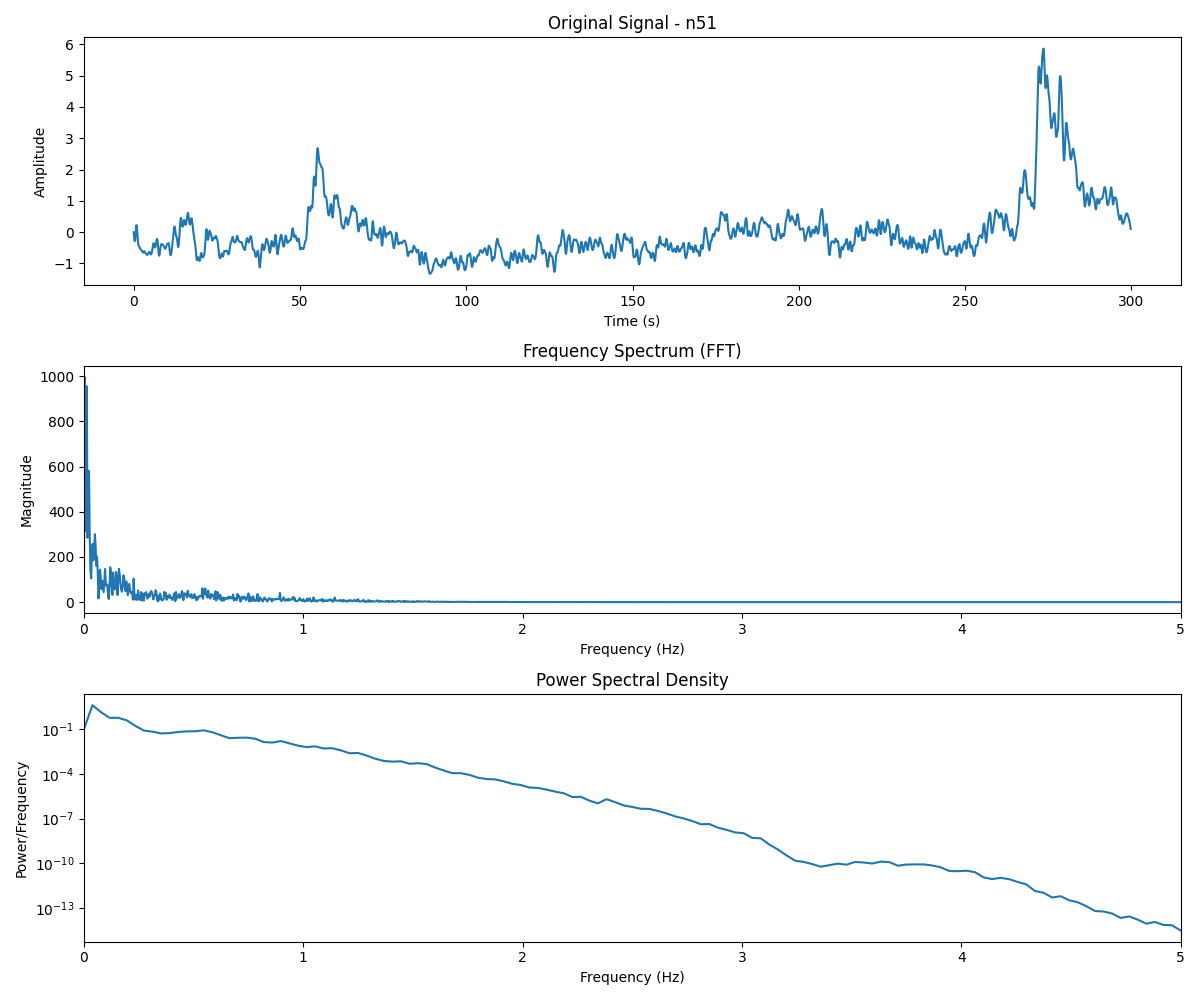 Original Signal - n51
6
5
4
3
2
1
0
−1
Amplitude
0 50 100 150 200 250 300
Time (s)
Frequency Spectrum (FFT)
1000
800
600
400
200
0
Magnitude
0 1 2 3 4 5
Frequency (Hz)
Power Spectral Density
10⁻¹
10⁻⁴
10⁻⁷
10⁻¹⁰
10⁻¹³
Power/Frequency
0 1 2 3 4 5
Frequency (Hz)